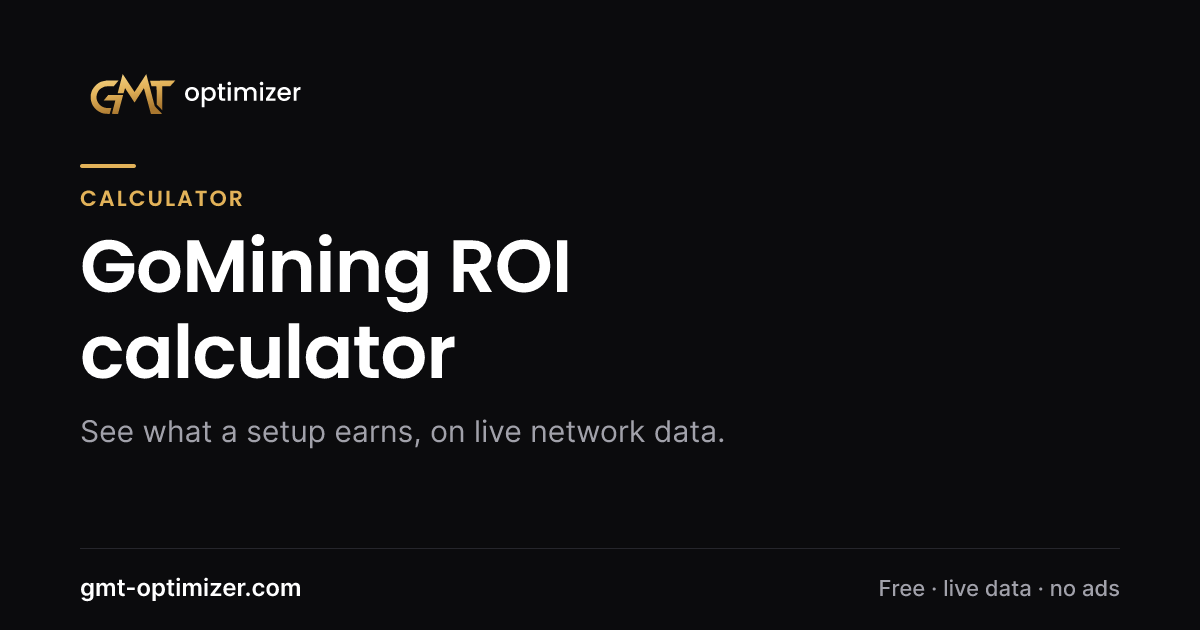 GMT optimizer
CALCULATOR
GoMining ROI
calculator
See what a setup earns, on live network data.
gmt-optimizer.com
Free · live data · no ads